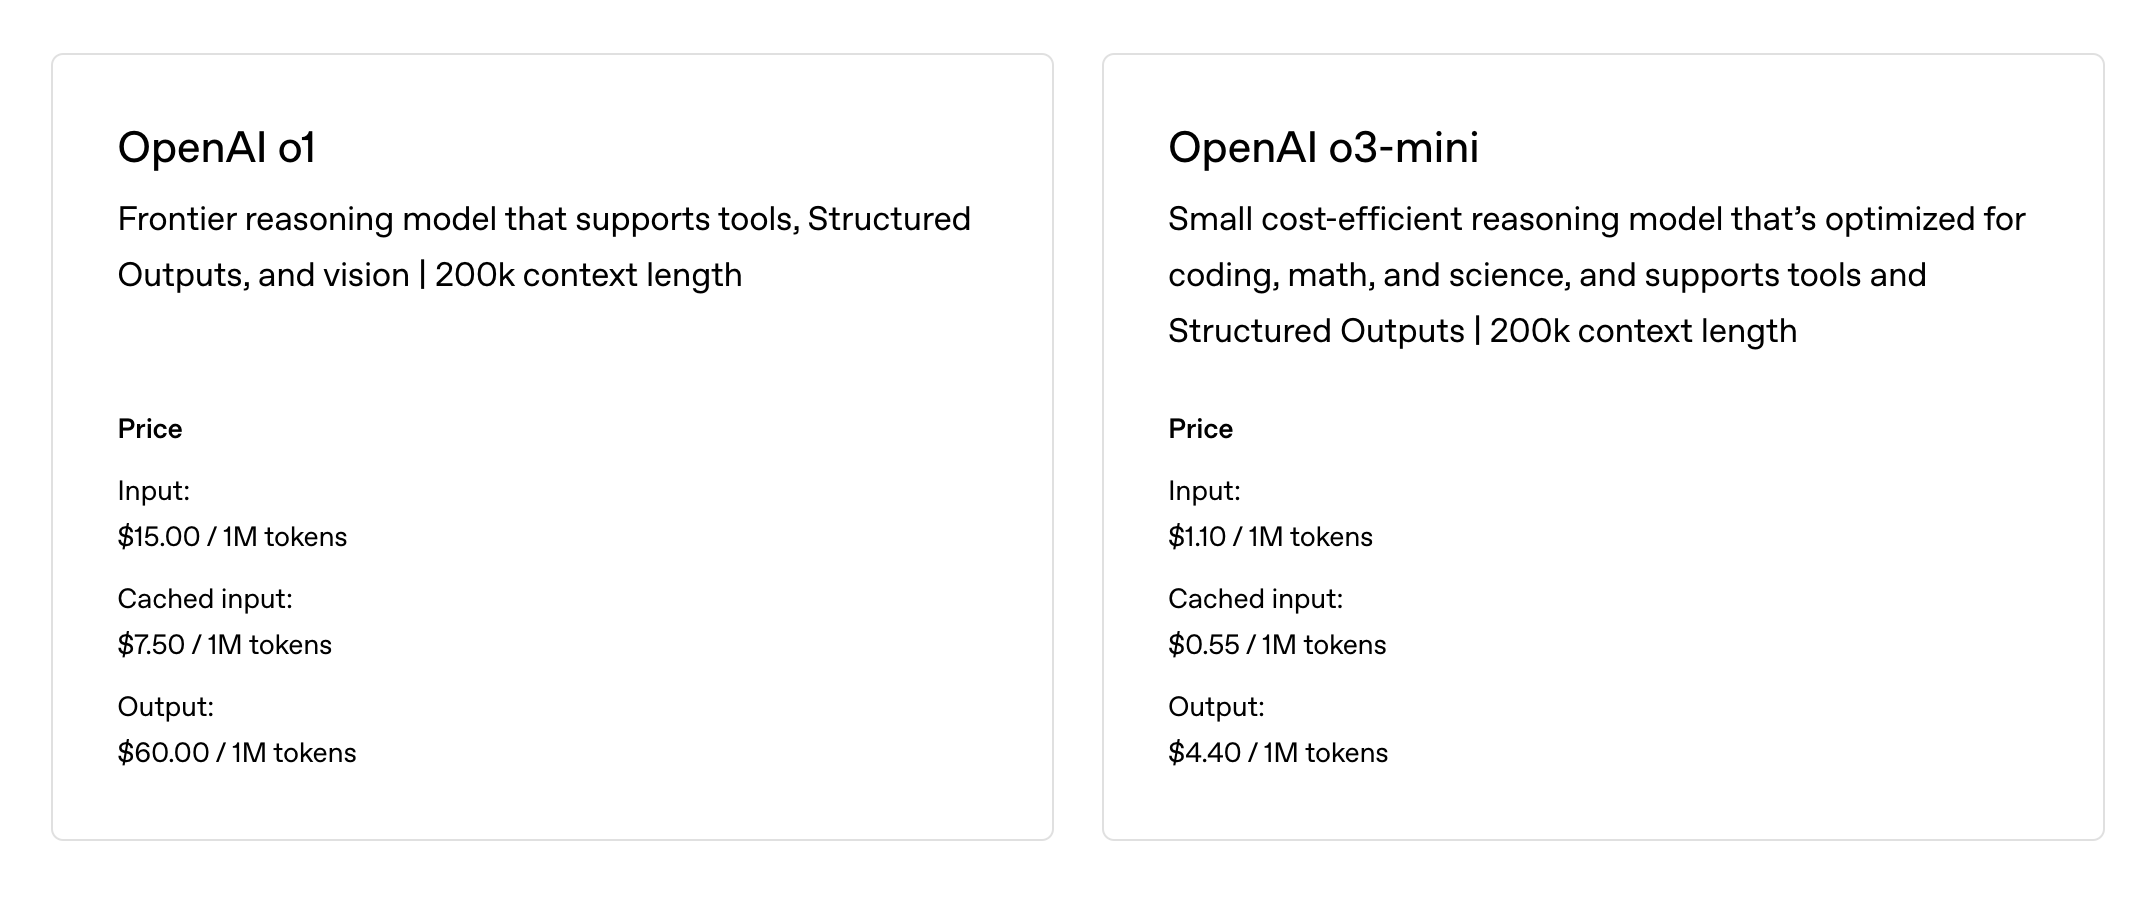 OpenAI o1
Frontier reasoning model that supports tools, Structured
Outputs, and vision | 200k context length
Price
Input:
$15.00 / 1M tokens
Cached input:
$7.50 / 1M tokens
Output:
$60.00 / 1M tokens
OpenAI o3-mini
Small cost-efficient reasoning model that’s optimized for
coding, math, and science, and supports tools and
Structured Outputs | 200k context length
Price
Input:
$1.10 / 1M tokens
Cached input:
$0.55 / 1M tokens
Output:
$4.40 / 1M tokens